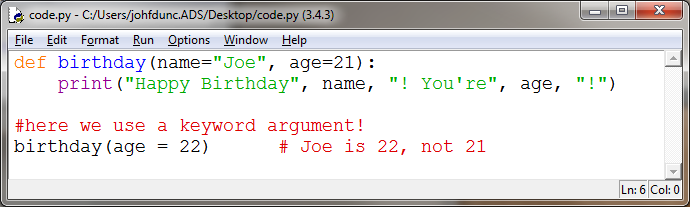 code.py - C:/Users/johfdunc.ADS/Desktop/code.py (3.4.3)
File Edit Format Run Options Window Help
def birthday(name="Joe", age=21):
    print("Happy Birthday", name, "! You're", age, "!")
#here we use a keyword argument!
birthday(age = 22)      # Joe is 22, not 21
Ln: 6 Col: 0